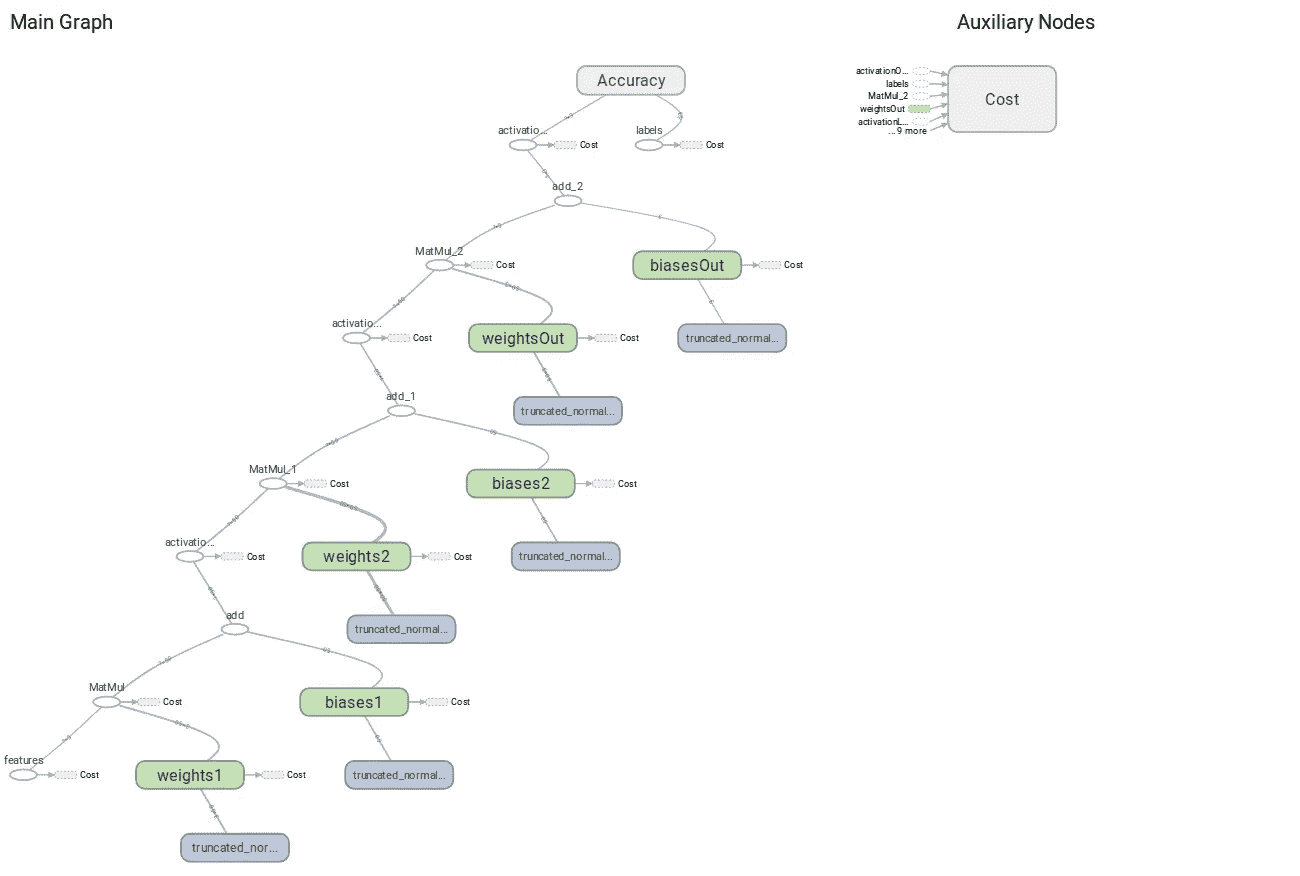 Main Graph
Auxiliary Nodes
Accuracy
activationO...
labels
MatMul_2
weightsOut
activationL...
... 9 more
Cost
activatio...
Cost
labels
Cost
add_2
MatMul_2
Cost
biasesOut
Cost
activatio...
Cost
weightsOut
Cost
truncated_normal...
add_1
truncated_normal...
MatMul_1
Cost
biases2
Cost
activatio...
Cost
weights2
Cost
truncated_normal...
add
truncated_normal...
MatMul
Cost
biases1
Cost
features
Cost
weights1
Cost
truncated_normal...
truncated_nor...